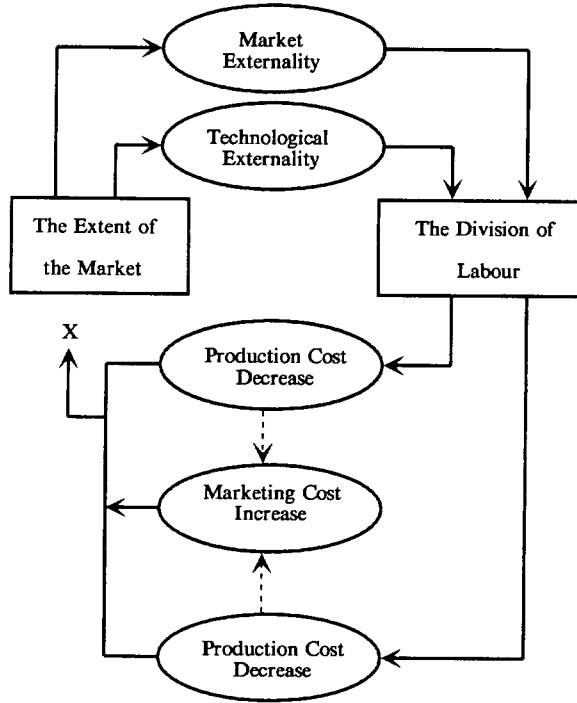 Market
Externality
Technological
Externality
The Extent of
the Market
The Division of
Labour
X
Production Cost
Decrease
Marketing Cost
Increase
Production Cost
Decrease